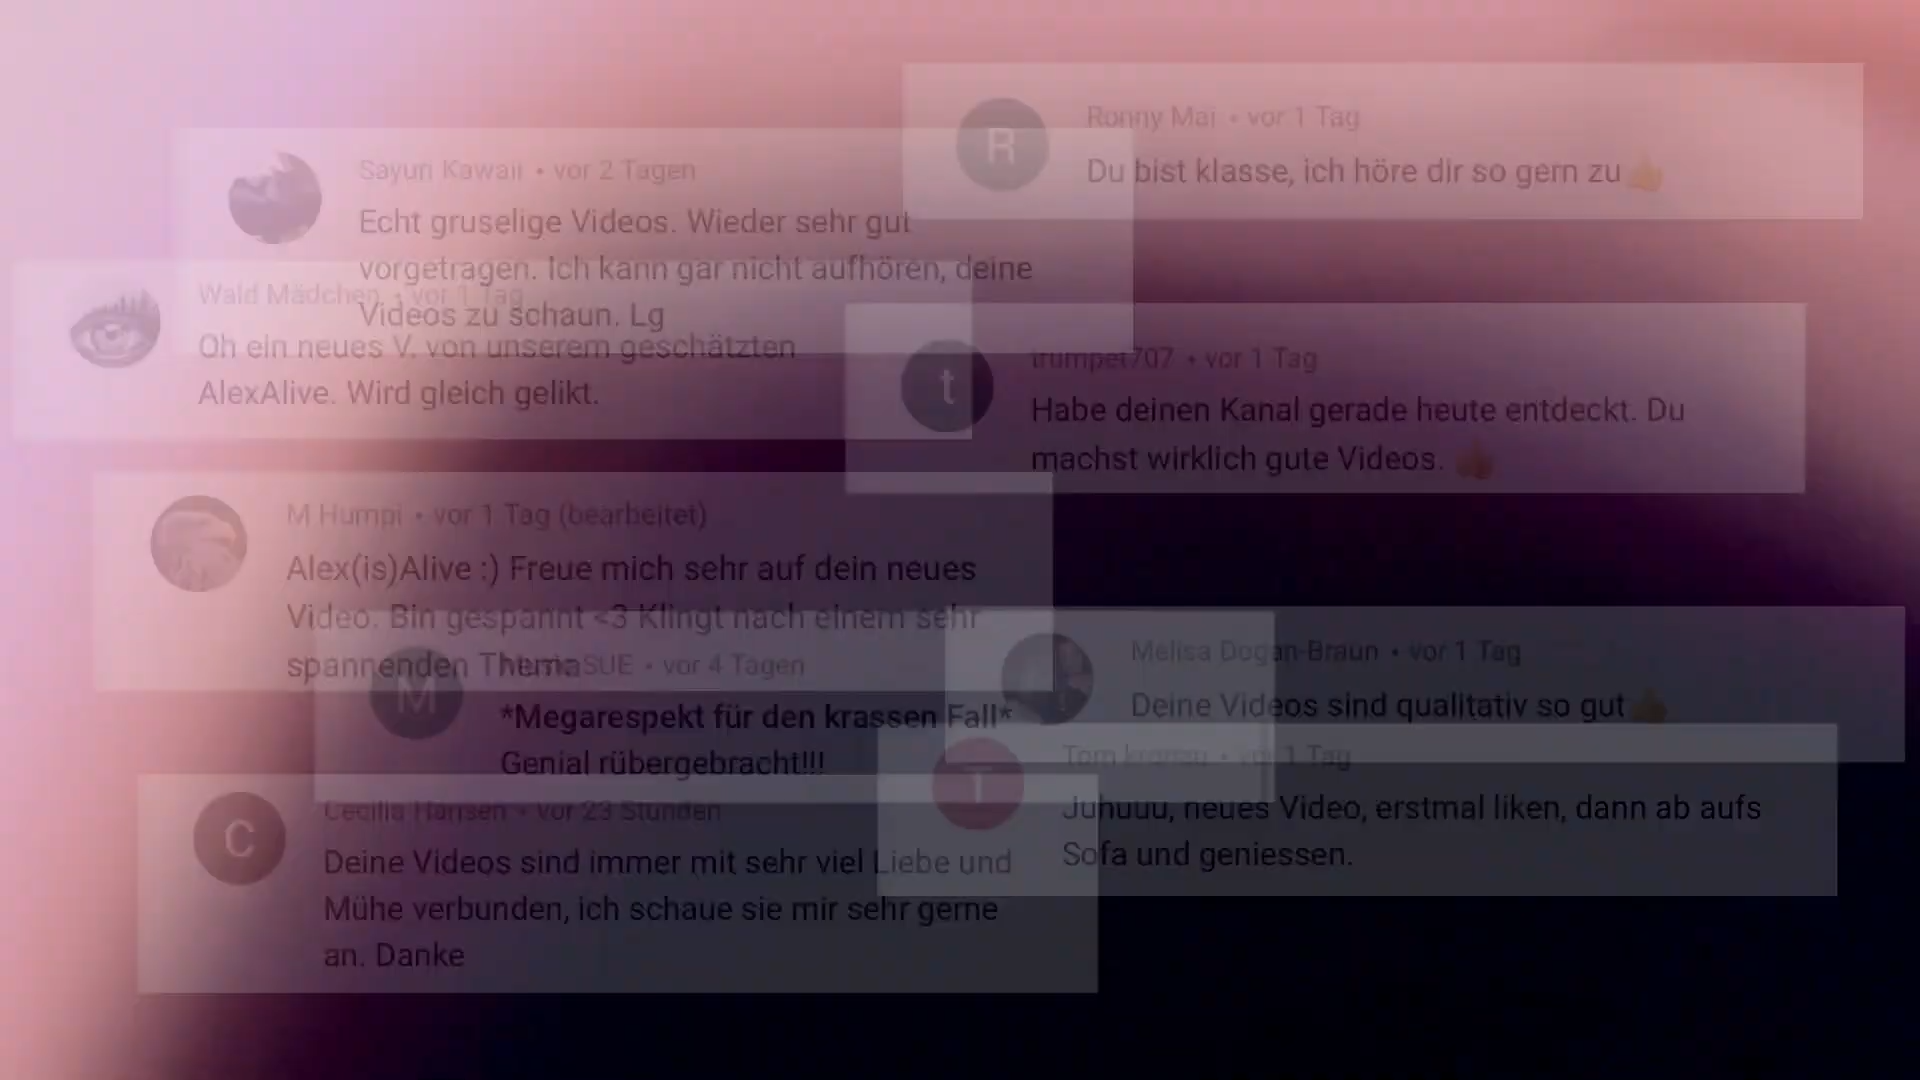 R
Ronny Mai • vor 1 Tag
Du bist klasse, ich höre dir so gern zu👍
Sayuri Kawaii • vor 2 Tagen
Echt gruselige Videos. Wieder sehr gut
vorgetragen. Ich kann gar nicht aufhören, deine
Videos zu schaun. Lg
Wald Mädchen • vor 1 Tag
Oh ein neues V. von unserem geschätzten
AlexAlive. Wird gleich gelikt.
t
trumpet707 • vor 1 Tag
Habe deinen Kanal gerade heute entdeckt. Du
machst wirklich gute Videos. 👍
M Humpi • vor 1 Tag (bearbeitet)
Alex(is)Alive :) Freue mich sehr auf dein neues
Video. Bin gespannt <3 Klingt nach einem sehr
spannenden Thema
M
SUE • vor 4 Tagen
*Megarespekt für den krassen Fall*
Genial rübergebracht!!!
Melisa Dogan-Braun • vor 1 Tag
Deine Videos sind qualitativ so gut👍
T
Tom • vor 1 Tag
Juhuuu, neues Video, erstmal liken, dann ab aufs
Sofa und geniessen.
C
Cecilia Hansen • vor 23 Stunden
Deine Videos sind immer mit sehr viel Liebe und
Mühe verbunden, ich schaue sie mir sehr gerne
an. Danke